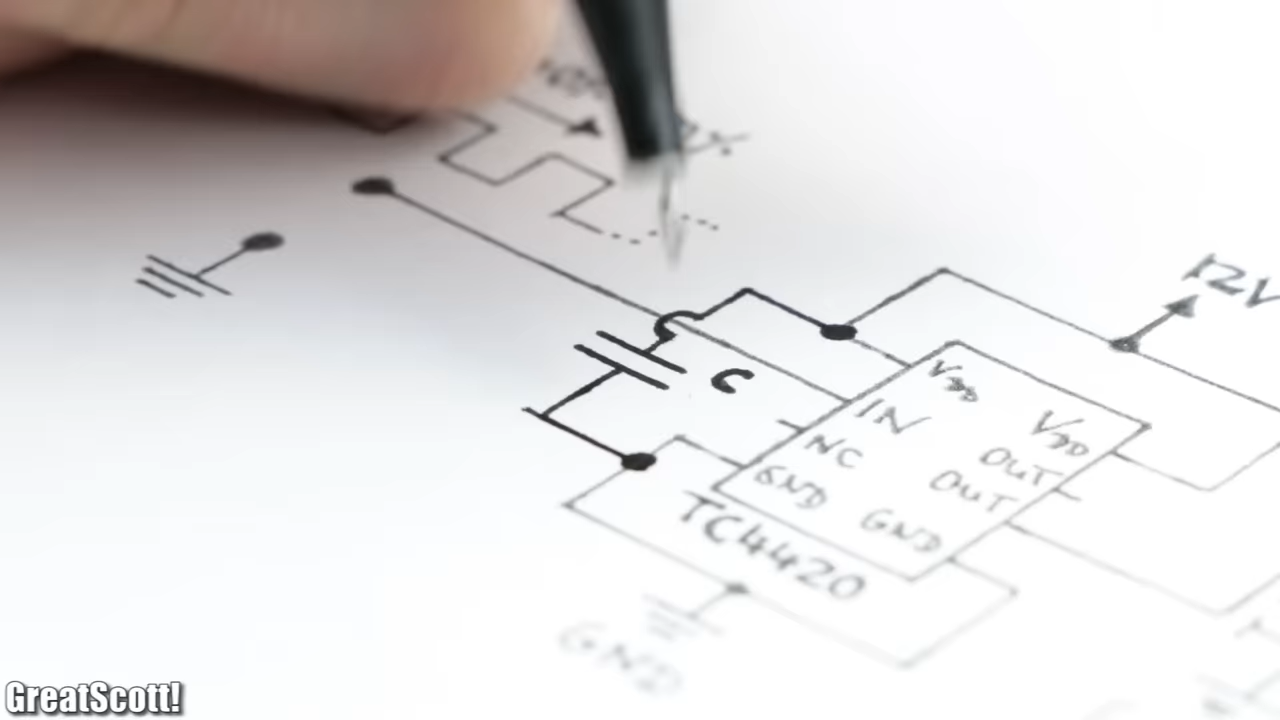 12V
C
VDD
IN
NC
GND
VDD
OUT
OUT
GND
TC4420
GND
GreatScott!